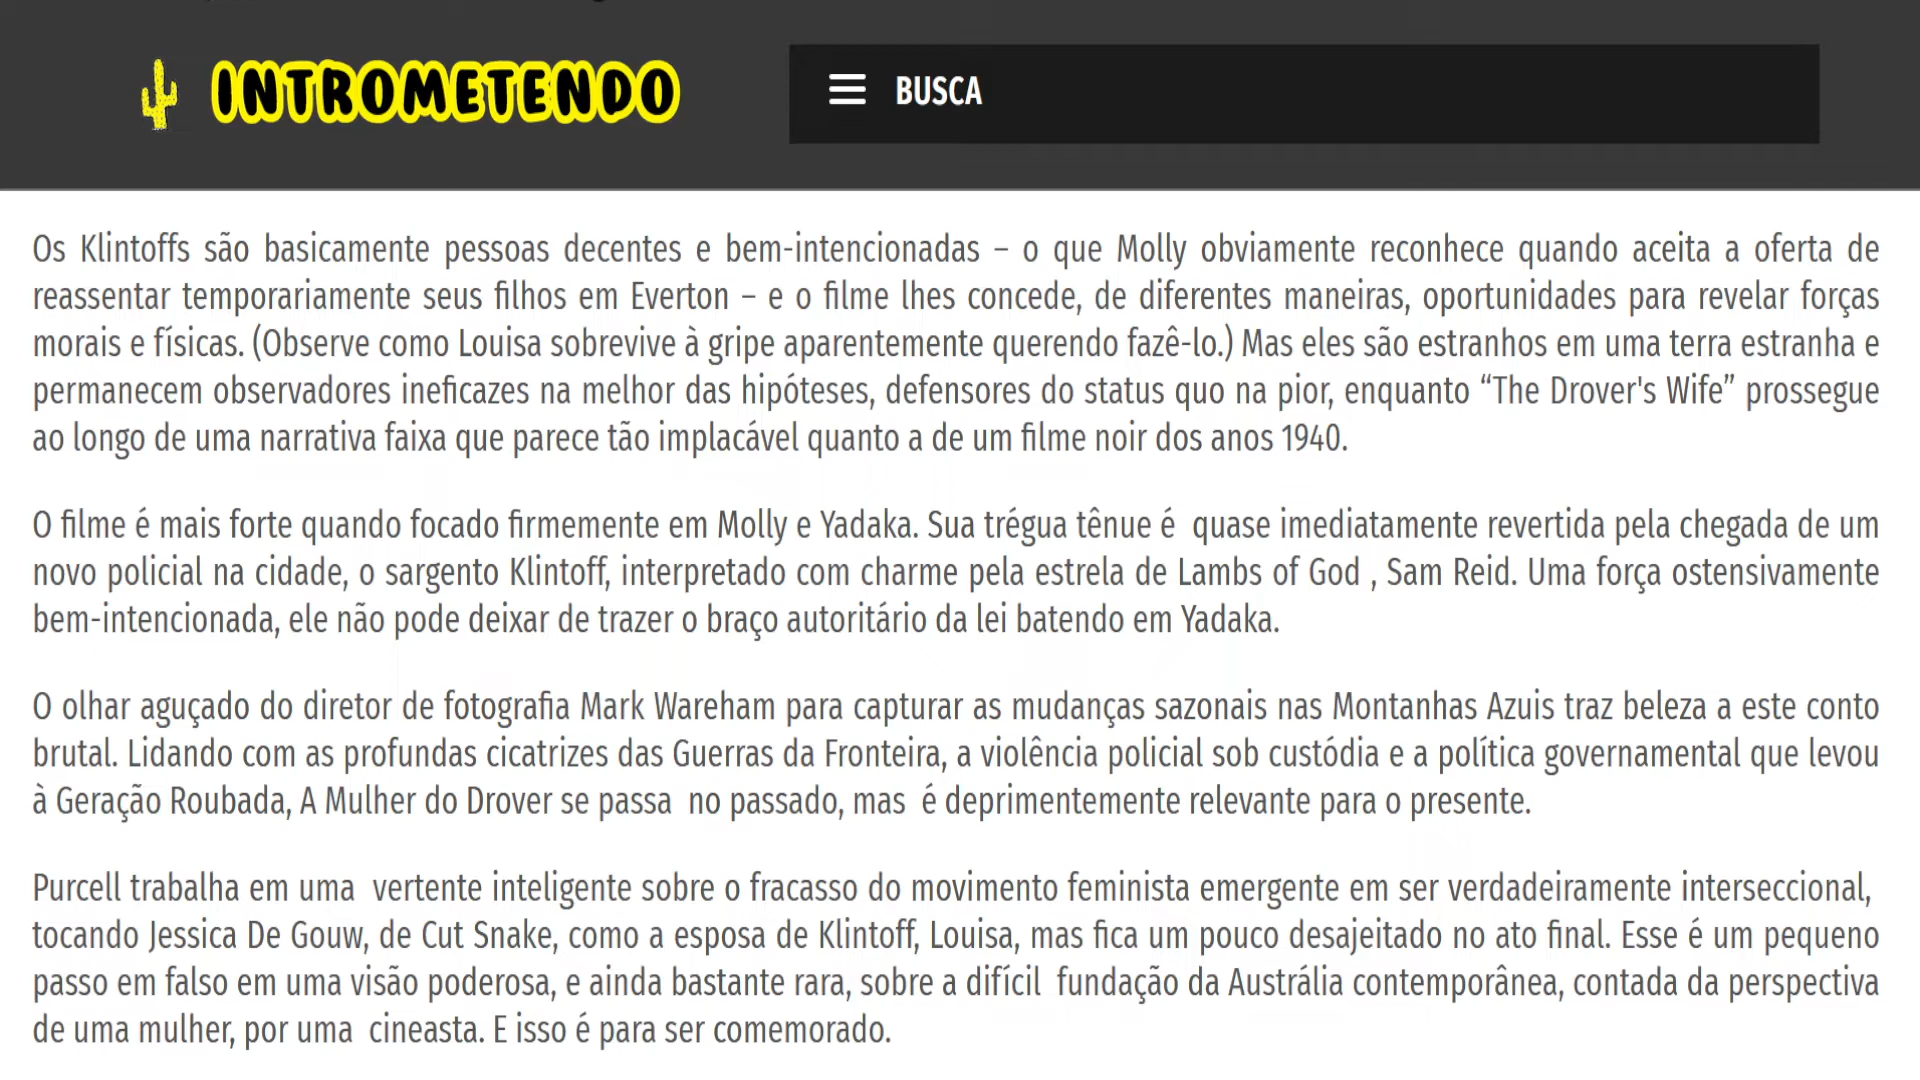 INTROMETENDO
BUSCA
Os Klintoffs são basicamente pessoas decentes e bem-intencionadas – o que Molly obviamente reconhece quando aceita a oferta de
reassentar temporariamente seus filhos em Everton – e o filme lhes concede, de diferentes maneiras, oportunidades para revelar forças
morais e físicas. (Observe como Louisa sobrevive à gripe aparentemente querendo fazê-lo.) Mas eles são estranhos em uma terra estranha e
permanecem observadores ineficazes na melhor das hipóteses, defensores do status quo na pior, enquanto “The Drover's Wife” prossegue
ao longo de uma narrativa faixa que parece tão implacável quanto a de um filme noir dos anos 1940.
O filme é mais forte quando focado firmemente em Molly e Yadaka. Sua trégua tênue é quase imediatamente revertida pela chegada de um
novo policial na cidade, o sargento Klintoff, interpretado com charme pela estrela de Lambs of God , Sam Reid. Uma força ostensivamente
bem-intencionada, ele não pode deixar de trazer o braço autoritário da lei batendo em Yadaka.
O olhar aguçado do diretor de fotografia Mark Wareham para capturar as mudanças sazonais nas Montanhas Azuis traz beleza a este conto
brutal. Lidando com as profundas cicatrizes das Guerras da Fronteira, a violência policial sob custódia e a política governamental que levou
à Geração Roubada, A Mulher do Drover se passa no passado, mas é deprimentemente relevante para o presente.
Purcell trabalha em uma vertente inteligente sobre o fracasso do movimento feminista emergente em ser verdadeiramente interseccional,
tocando Jessica De Gouw, de Cut Snake, como a esposa de Klintoff, Louisa, mas fica um pouco desajeitado no ato final. Esse é um pequeno
passo em falso em uma visão poderosa, e ainda bastante rara, sobre a difícil fundação da Austrália contemporânea, contada da perspectiva
de uma mulher, por uma cineasta. E isso é para ser comemorado.